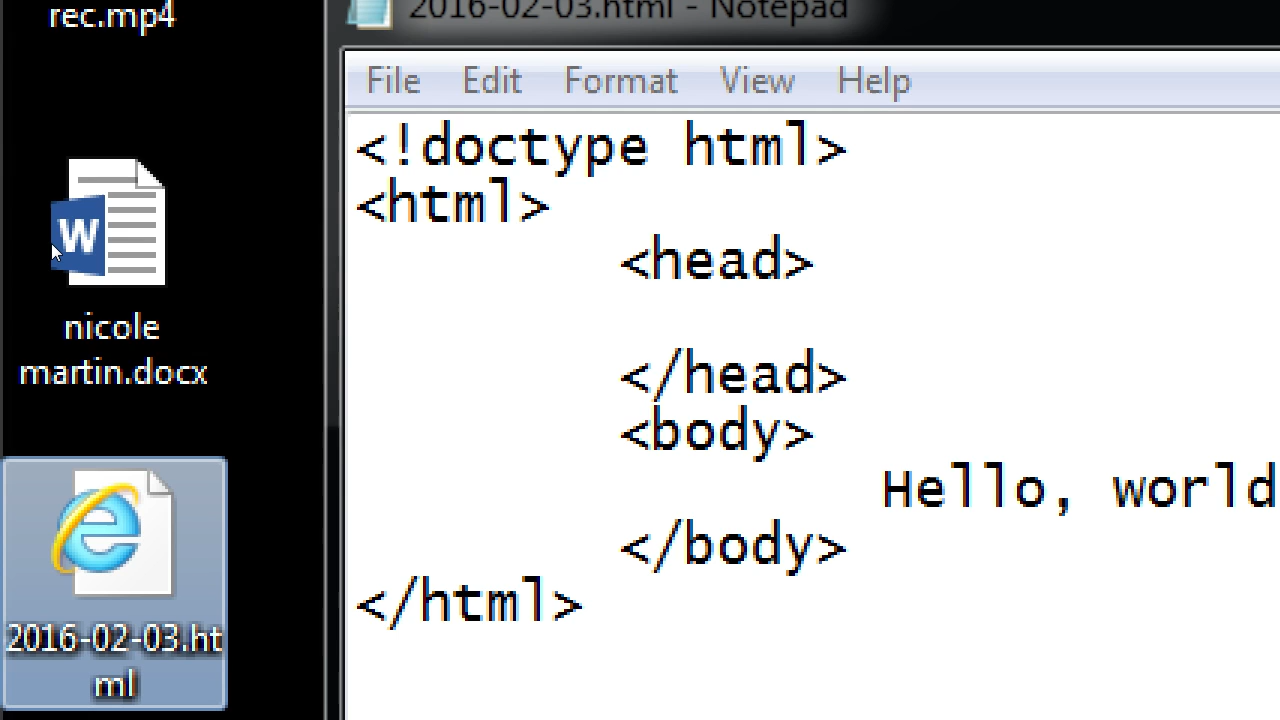 rec.mp4
W
nicole
martin.docx
2016-02-03.ht
ml
2016-02-03.html - Notepad
File Edit Format View Help
<!doctype html>
<html>
<head>
</head>
<body>
Hello, world
</body>
</html>